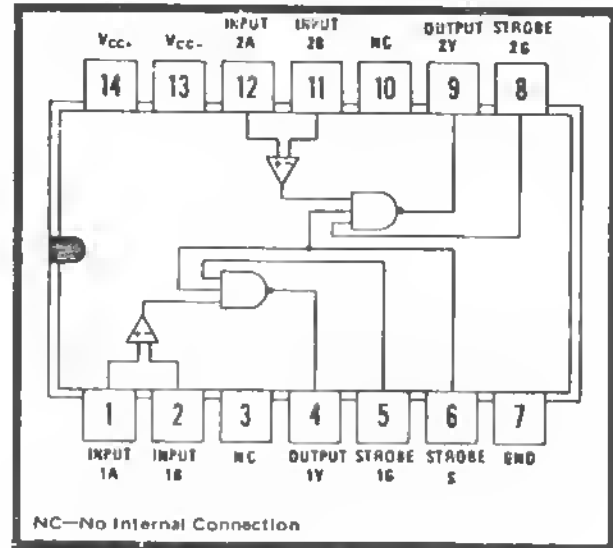 INPUT 2A INPUT 2B OUTPUT 2Y STROBE 2G
VCC+ VCC- NC
14 13 12 11 10 9 8
+ -
+ -
1 2 3 4 5 6 7
INPUT 1A INPUT 1B NC OUTPUT 1Y STROBE 1G STROBE S GND
NC—No Internal Connection